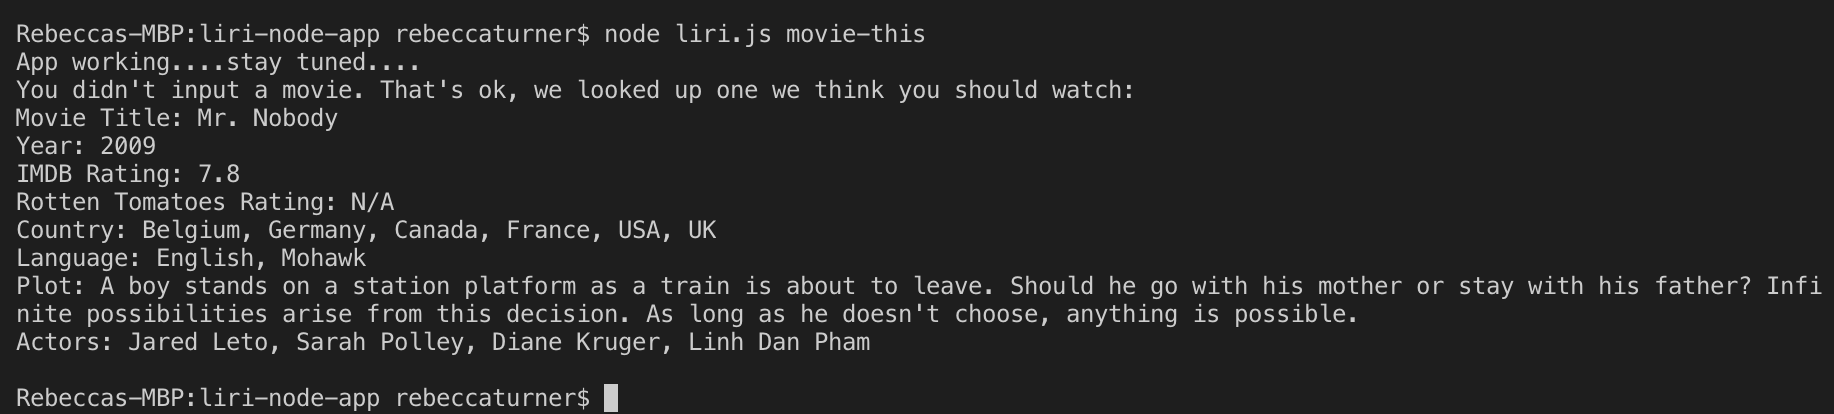 Rebeccas-MBP:liri-node-app rebeccaturner$ node liri.js movie-this
App working....stay tuned....
You didn't input a movie. That's ok, we looked up one we think you should watch:
Movie Title: Mr. Nobody
Year: 2009
IMDB Rating: 7.8
Rotten Tomatoes Rating: N/A
Country: Belgium, Germany, Canada, France, USA, UK
Language: English, Mohawk
Plot: A boy stands on a station platform as a train is about to leave. Should he go with his mother or stay with his father? Infi
nite possibilities arise from this decision. As long as he doesn't choose, anything is possible.
Actors: Jared Leto, Sarah Polley, Diane Kruger, Linh Dan Pham
Rebeccas-MBP:liri-node-app rebeccaturner$